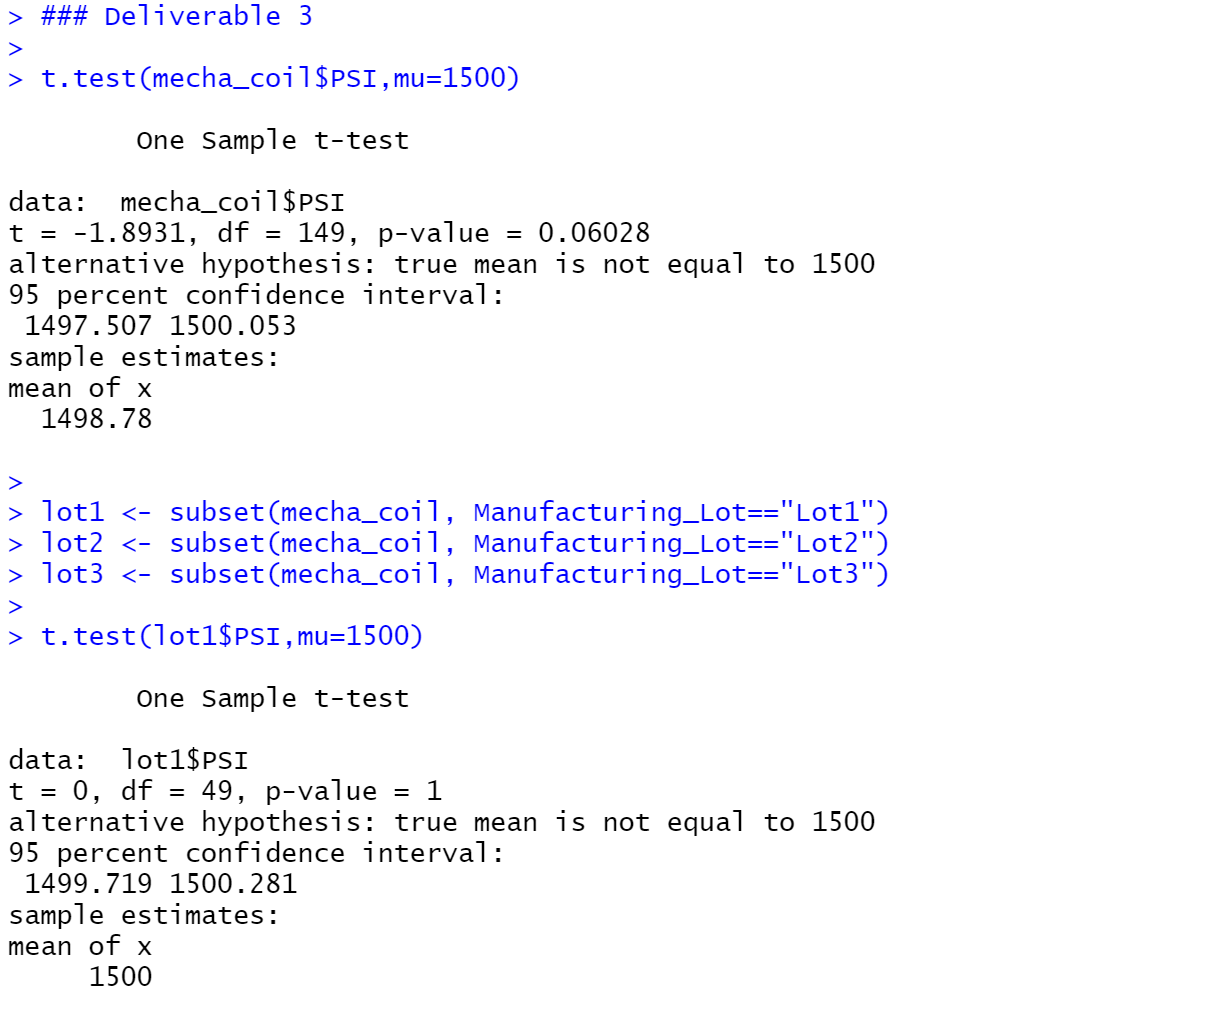 > ### Deliverable 3
>
> t.test(mecha_coil$PSI,mu=1500)
One Sample t-test
data:  mecha_coil$PSI
t = -1.8931, df = 149, p-value = 0.06028
alternative hypothesis: true mean is not equal to 1500
95 percent confidence interval:
 1497.507 1500.053
sample estimates:
mean of x
  1498.78
>
> lot1 <- subset(mecha_coil, Manufacturing_Lot=="Lot1")
> lot2 <- subset(mecha_coil, Manufacturing_Lot=="Lot2")
> lot3 <- subset(mecha_coil, Manufacturing_Lot=="Lot3")
>
> t.test(lot1$PSI,mu=1500)
One Sample t-test
data:  lot1$PSI
t = 0, df = 49, p-value = 1
alternative hypothesis: true mean is not equal to 1500
95 percent confidence interval:
 1499.719 1500.281
sample estimates:
mean of x
     1500